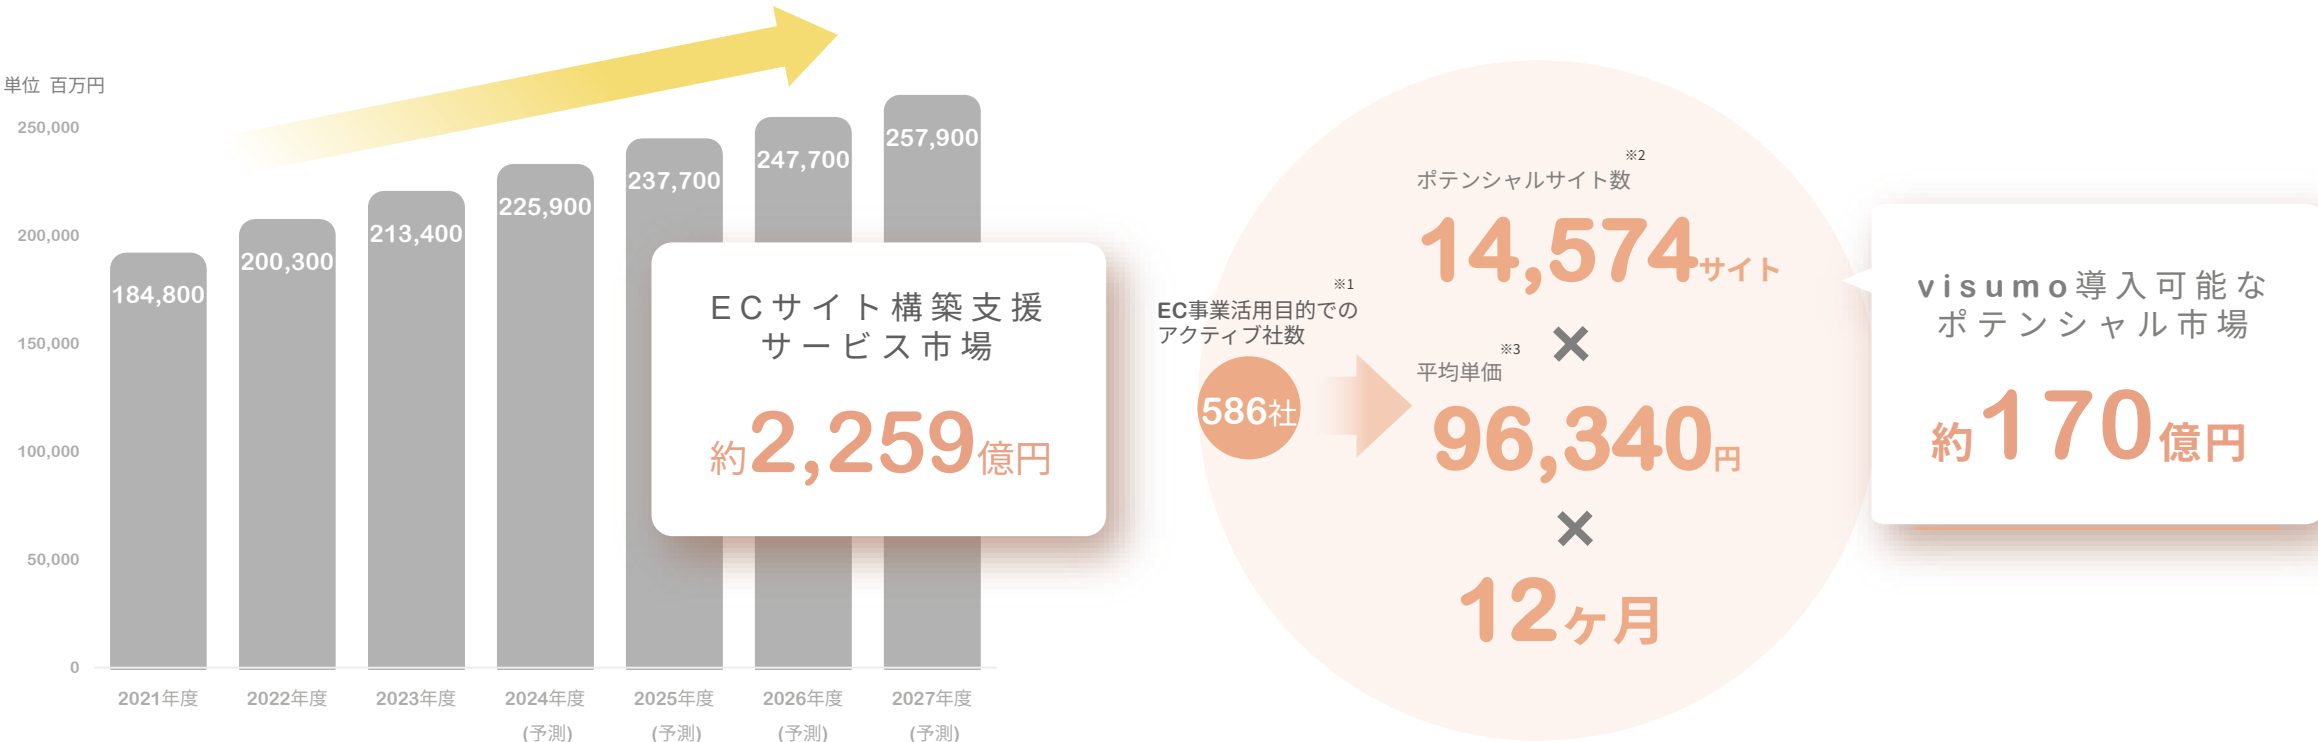 単位 百万円
250,000
200,000
150,000
100,000
50,000
0
184,800
200,300
213,400
225,900
237,700
247,700
257,900
2021年度
2022年度
2023年度
2024年度
(予測)
2025年度
(予測)
2026年度
(予測)
2027年度
(予測)
ECサイト構築支援
サービス市場
約2,259億円
※1
EC事業活用目的での
アクティブ社数
586社
※2
ポテンシャルサイト数
14,574サイト
×
※3
平均単価
96,340円
×
12ヶ月
visumo導入可能な
ポテンシャル市場
約170億円